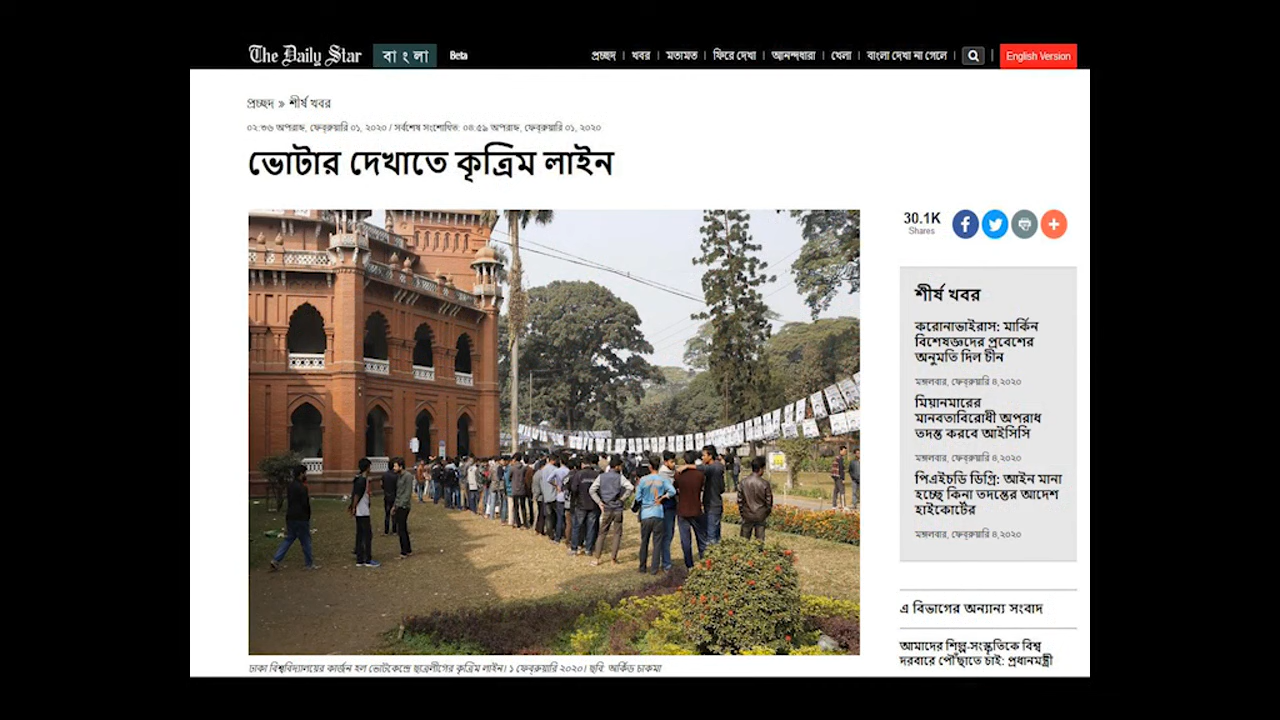 The Daily Star বাংলা Beta প্রচ্ছদ | খবর | মতামত | ফিরে দেখা | আনন্দধারা | খেলা | বাংলা দেখা না গেলে | English Version
প্রচ্ছদ » শীর্ষ খবর
০২:৩৬ অপরাহ্ন, ফেব্রুয়ারি ০১, ২০২০ / সর্বশেষ সংশোধিত: ০৪:৫৯ অপরাহ্ন, ফেব্রুয়ারি ০১, ২০২০
ভোটার দেখাতে কৃত্রিম লাইন
ঢাকা বিশ্ববিদ্যালয়ের কার্জন হল ভোটকেন্দ্রে ছাত্রলীগের কৃত্রিম লাইন। ১ ফেব্রুয়ারি ২০২০। ছবি: অর্কিড চাকমা
30.1K
Shares
শীর্ষ খবর
করোনাভাইরাস: মার্কিন
বিশেষজ্ঞদের প্রবেশের
অনুমতি দিল চীন
মঙ্গলবার, ফেব্রুয়ারি ৪,২০২০
মিয়ানমারের
মানবতাবিরোধী অপরাধ
তদন্ত করবে আইসিসি
মঙ্গলবার, ফেব্রুয়ারি ৪,২০২০
পিএইচডি ডিগ্রি: আইন মানা
হচ্ছে কিনা তদন্তের আদেশ
হাইকোর্টের
মঙ্গলবার, ফেব্রুয়ারি ৪,২০২০
এ বিভাগের অন্যান্য সংবাদ
আমাদের শিল্প-সংস্কৃতিকে বিশ্ব
দরবারে পৌঁছাতে চাই: প্রধানমন্ত্রী